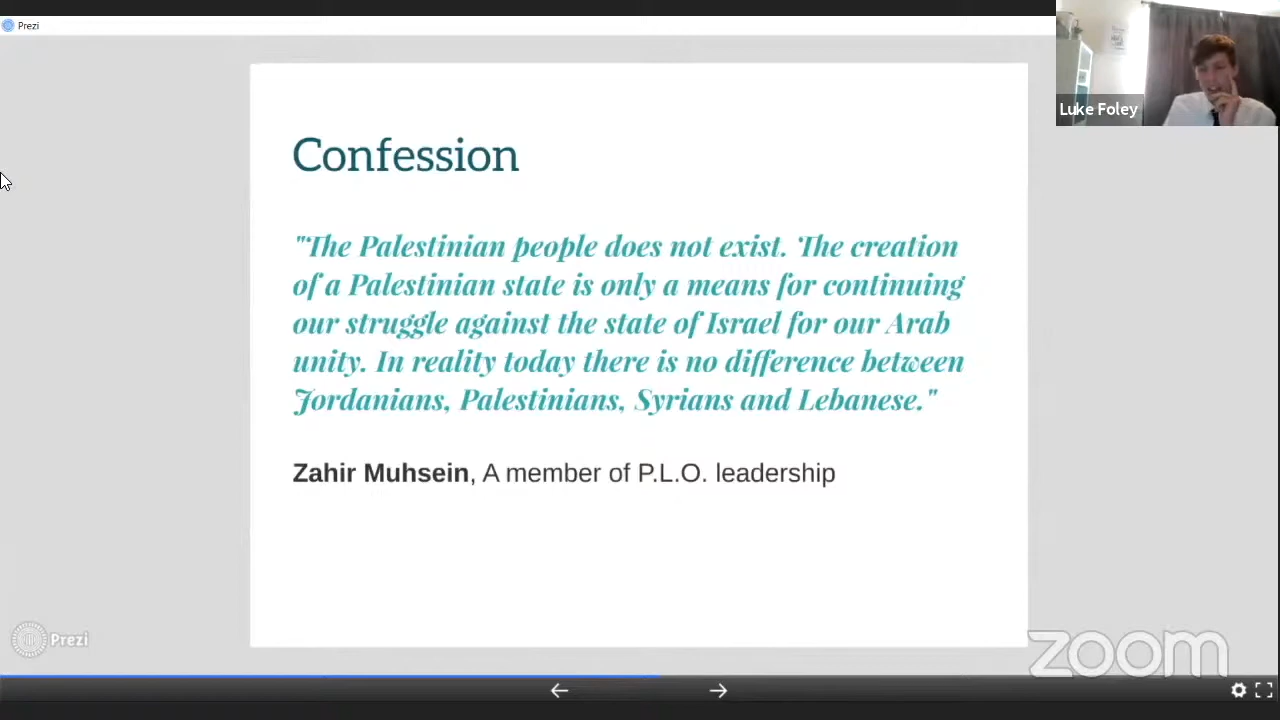 Prezi
Luke Foley
Confession
"The Palestinian people does not exist. The creation
of a Palestinian state is only a means for continuing
our struggle against the state of Israel for our Arab
unity. In reality today there is no difference between
Jordanians, Palestinians, Syrians and Lebanese."
Zahir Muhsein, A member of P.L.O. leadership
Prezi
zoom